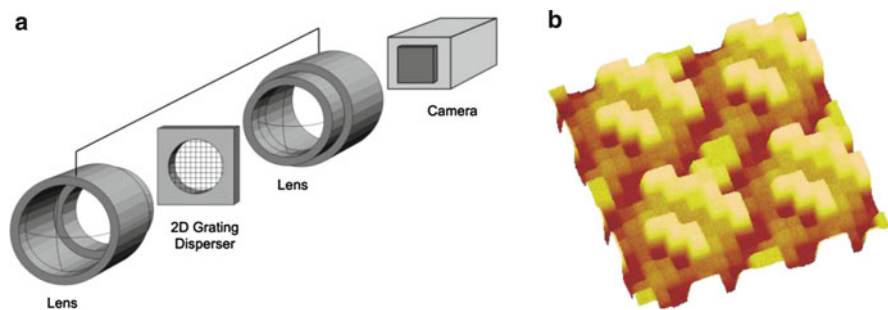 a
b
Camera
Lens
2D Grating
Disperser
Lens